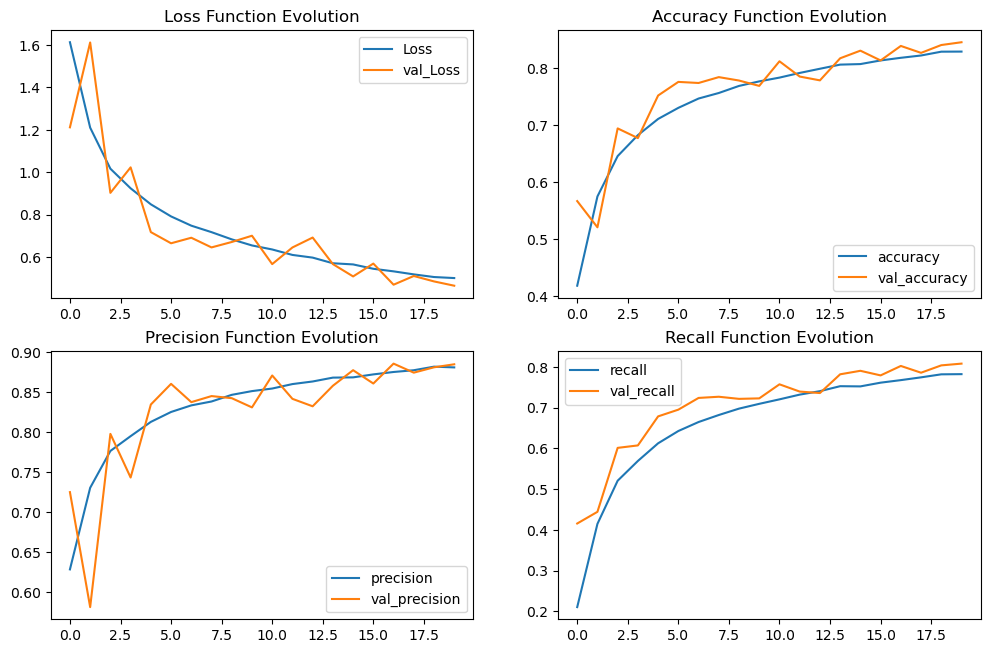 Loss Function Evolution
1.6
1.4
1.2
1.0
0.8
0.6
Loss
val_Loss
0.0 2.5 5.0 7.5 10.0 12.5 15.0 17.5
Accuracy Function Evolution
0.8
0.7
0.6
0.5
0.4
accuracy
val_accuracy
0.0 2.5 5.0 7.5 10.0 12.5 15.0 17.5
Precision Function Evolution
0.90
0.85
0.80
0.75
0.70
0.65
0.60
precision
val_precision
0.0 2.5 5.0 7.5 10.0 12.5 15.0 17.5
Recall Function Evolution
recall
val_recall
0.8
0.7
0.6
0.5
0.4
0.3
0.2
0.0 2.5 5.0 7.5 10.0 12.5 15.0 17.5